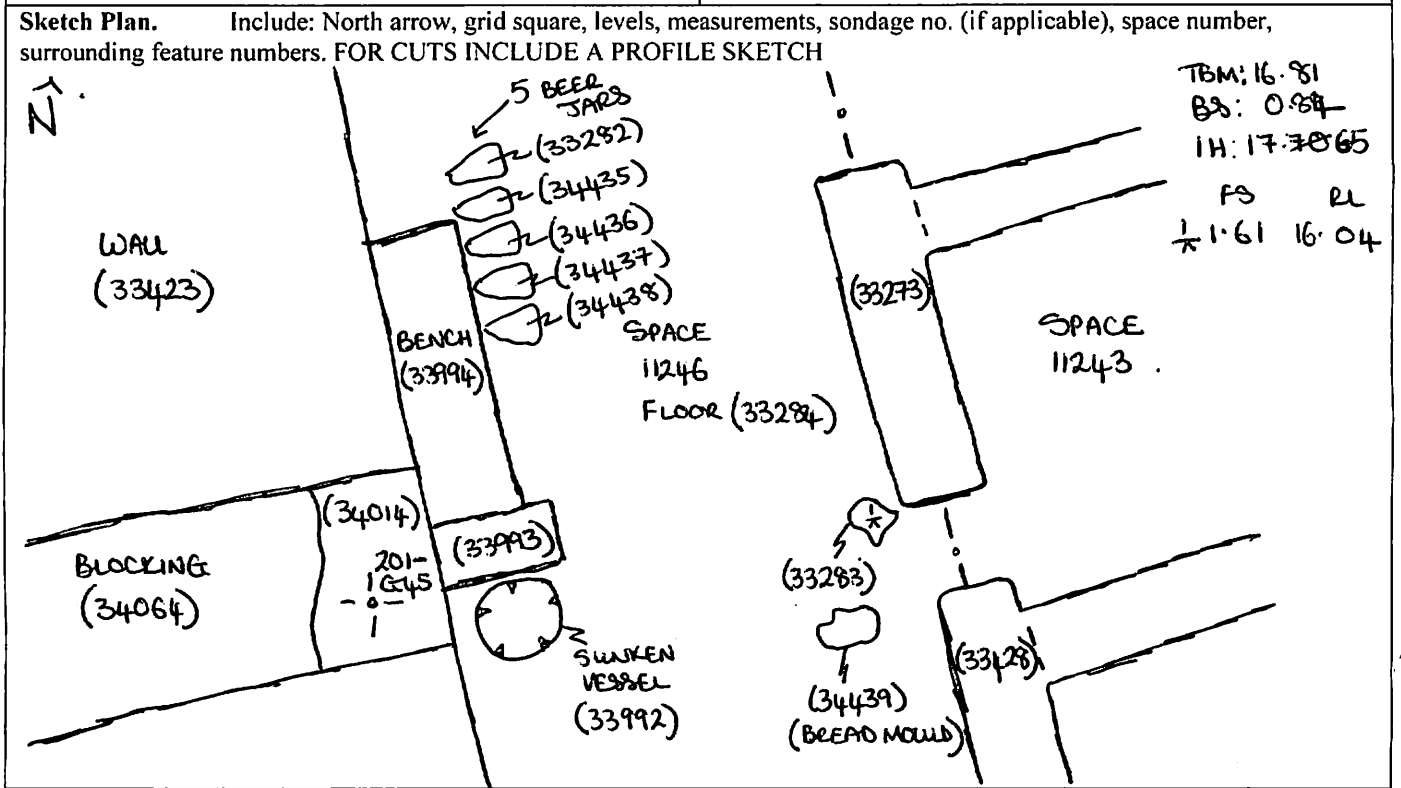 Sketch Plan. Include: North arrow, grid square, levels, measurements, sondage no. (if applicable), space number,
surrounding feature numbers. FOR CUTS INCLUDE A PROFILE SKETCH
N
5 BEER
JARS
(33282)
(34435)
(34436)
(34437)
(34438)
TBM: 16.81
BS: 0.84
IH: 17.65
FS RL
1.61 16.04
WALL
(33423)
BENCH
(33994)
SPACE
11246
FLOOR (33284)
(33273)
SPACE
11243
BLOCKING
(34064)
(34014)
201-
G45
(33993)
SUNKEN
VESSEL
(33992)
(33283)
(34439)
(BREAD MOULD)
(33428)